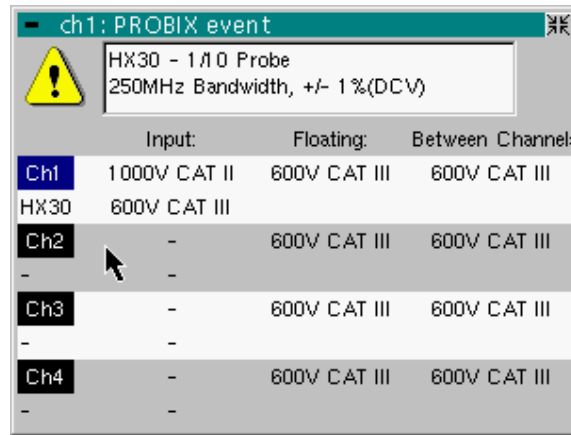 ch1: PROBIX event
HX30 - 1/10 Probe
250MHz Bandwidth, +/- 1%(DCV)
Input: Floating: Between Channels
Ch1 1000V CAT II 600V CAT III 600V CAT III
HX30 600V CAT III
Ch2 - 600V CAT III 600V CAT III
- -
Ch3 - 600V CAT III 600V CAT III
- -
Ch4 - 600V CAT III 600V CAT III
- -